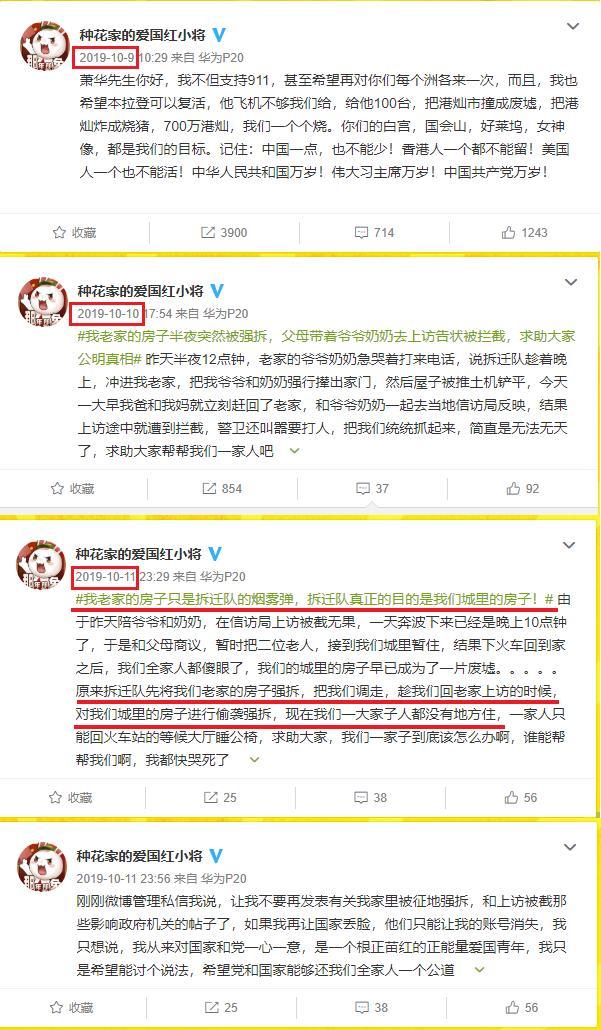 种花家的爱国红小将
2019-10-9 10:29 来自 华为P20
萧华先生你好，我不但支持911，甚至希望再对你们每个洲各来一次，而且，我也
希望本拉登可以复活，他飞机不够我们给，给他100台，把港灿市撞成废墟，把港
灿炸成烧猪，700万港灿，我们一个个烧。你们的白宫，国会山，好莱坞，女神
像，都是我们的目标。记住：中国一点，也不能少！香港人一个都不能留！美国
人一个也不能活！中华人民共和国万岁！伟大习主席万岁！中国共产党万岁！
收藏 3900 714 1243
种花家的爱国红小将
2019-10-10 17:54 来自 华为P20
#我老家的房子半夜突然被强拆，父母带着爷爷奶奶去上访告状被拦截，求助大家
公明真相# 昨天半夜12点钟，老家的爷爷奶奶急哭着打来电话，说拆迁队趁着晚
上，冲进我老家，把我爷爷和奶奶强行撵出家门，然后屋子被推土机铲平，今天
一大早我爸和我妈就立刻赶回了老家，和爷爷奶奶一起去当地信访局反映，结果
上访途中就遭到拦截，警卫还叫嚣要打人，把我们统统抓起来，简直是无法无天
了，求助大家帮帮我们一家人吧
收藏 854 37 92
种花家的爱国红小将
2019-10-11 23:29 来自 华为P20
#我老家的房子只是拆迁队的烟雾弹，拆迁队真正的目的是我们城里的房子！# 由
于昨天陪爷爷和奶奶，在信访局上访被截无果，一天奔波下来已经是晚上10点钟
了，于是和父母商议，暂时把二位老人，接到我们城里暂住，结果下火车回到家
之后，我们全家人都傻眼了，我们的城里的房子早已成为了一片废墟。。。。。
原来拆迁队先将我们老家的房子强拆，把我们调走，趁我们回老家上访的时候，
对我们城里的房子进行偷袭强拆，现在我们一大家子人都没有地方住，一家人只
能回火车站的等候大厅睡公椅，求助大家，我们一家子到底该怎么办啊，谁能帮
帮我们啊，我都快哭死了
收藏 25 38 56
种花家的爱国红小将
2019-10-11 23:56 来自 华为P20
刚刚微博管理私信我说，让我不要再发表有关我家里被征地强拆，和上访被截那
些影响政府机关的帖子了，如果我再让国家丢脸，他们只能让我的账号消失，我
只想说，我从来对国家和党一心一意，是一个根正苗红的正能量爱国青年，我只
是希望能讨个说法，希望党和国家能够还我们全家人一个公道
收藏 25 38 56